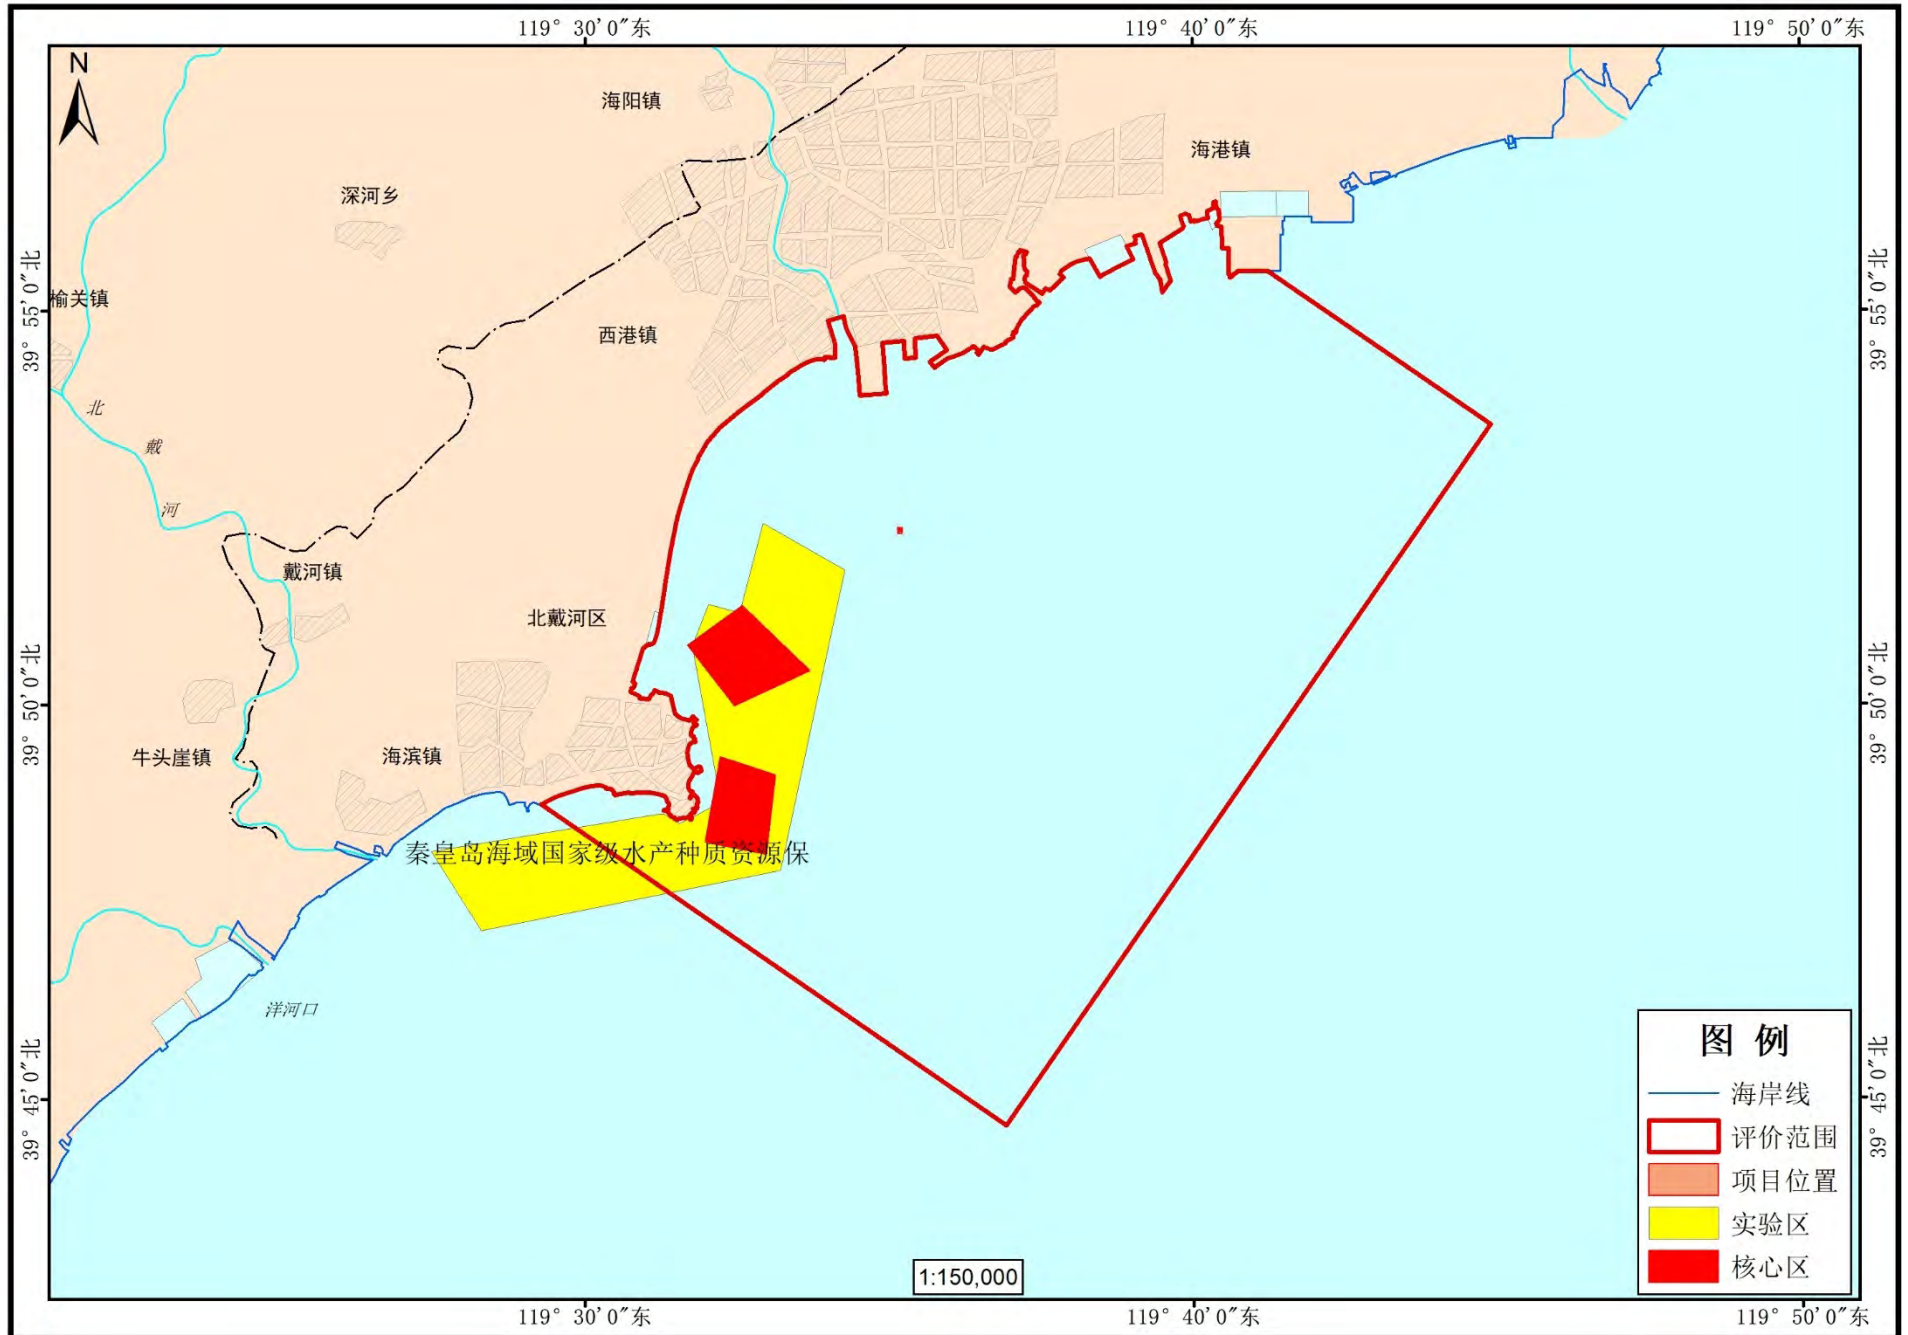 119° 30′0″东
119° 40′0″东
119° 50′0″东
N
海阳镇
海港镇
深河乡
39° 55′0″北
39° 55′0″北
榆关镇
西港镇
北
戴
河
戴河镇
北戴河区
39° 50′0″北
39° 50′0″北
牛头崖镇
海滨镇
秦皇岛海域国家级水产种质资源保
洋河口
39° 45′0″北
39° 45′0″北
图 例
海岸线
评价范围
项目位置
实验区
核心区
1:150,000
119° 30′0″东
119° 40′0″东
119° 50′0″东